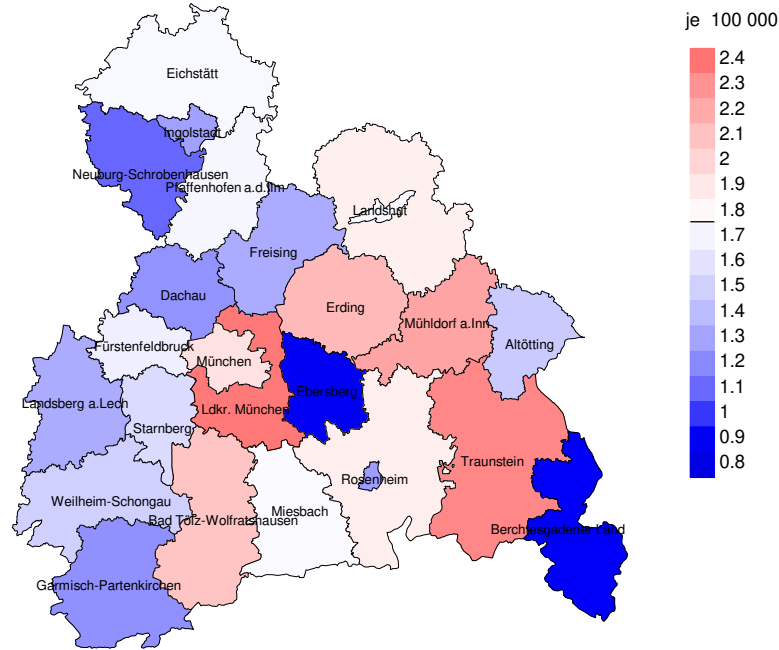 je 100 000
Eichstätt
2.4
2.3
2.2
Ingolstadt
2.1
2
Neuburg-Schrobenhausen
Pfaffenhofen a.d.Ilm
1.9
Landshut
1.8
1.7
Freising
1.6
1.5
Dachau
Erding
1.4
Mühldorf a.Inn
1.3
Fürstenfeldbruck
Altötting
1.2
München
1.1
Ebersberg
1
Landsberg a.Lech
Ldkr. München
0.9
Starnberg
0.8
Traunstein
Rosenheim
Weilheim-Schongau
Miesbach
Bad Tölz-Wolfratshausen
Berchtesgadener Land
Garmisch-Partenkirchen